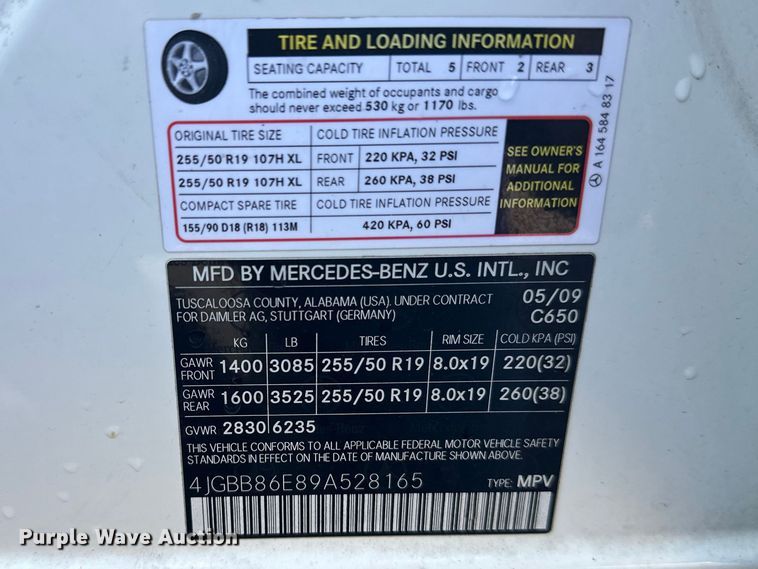 TIRE AND LOADING INFORMATION
SEATING CAPACITY TOTAL 5 FRONT 2 REAR 3
The combined weight of occupants and cargo
should never exceed 530 kg or 1170 lbs.
ORIGINAL TIRE SIZE COLD TIRE INFLATION PRESSURE
255/50 R19 107H XL FRONT 220 KPA, 32 PSI
255/50 R19 107H XL REAR 260 KPA, 38 PSI
COMPACT SPARE TIRE COLD TIRE INFLATION PRESSURE
155/90 D18 (R18) 113M 420 KPA, 60 PSI
SEE OWNER'S
MANUAL FOR
ADDITIONAL
INFORMATION
A 164 584 83 17
MFD BY MERCEDES-BENZ U.S. INTL., INC
TUSCALOOSA COUNTY, ALABAMA (USA). UNDER CONTRACT 05/09
FOR DAIMLER AG, STUTTGART (GERMANY) C650
KG LB TIRES RIM SIZE COLD KPA (PSI)
GAWR FRONT 1400 3085 255/50 R19 8.0x19 220(32)
GAWR REAR 1600 3525 255/50 R19 8.0x19 260(38)
GVWR 2830 6235
THIS VEHICLE CONFORMS TO ALL APPLICABLE FEDERAL MOTOR VEHICLE SAFETY
STANDARDS IN EFFECT ON THE DATE OF MANUFACTURE SHOWN ABOVE
4JGBB86E89A528165 TYPE: MPV
Purple Wave Auction